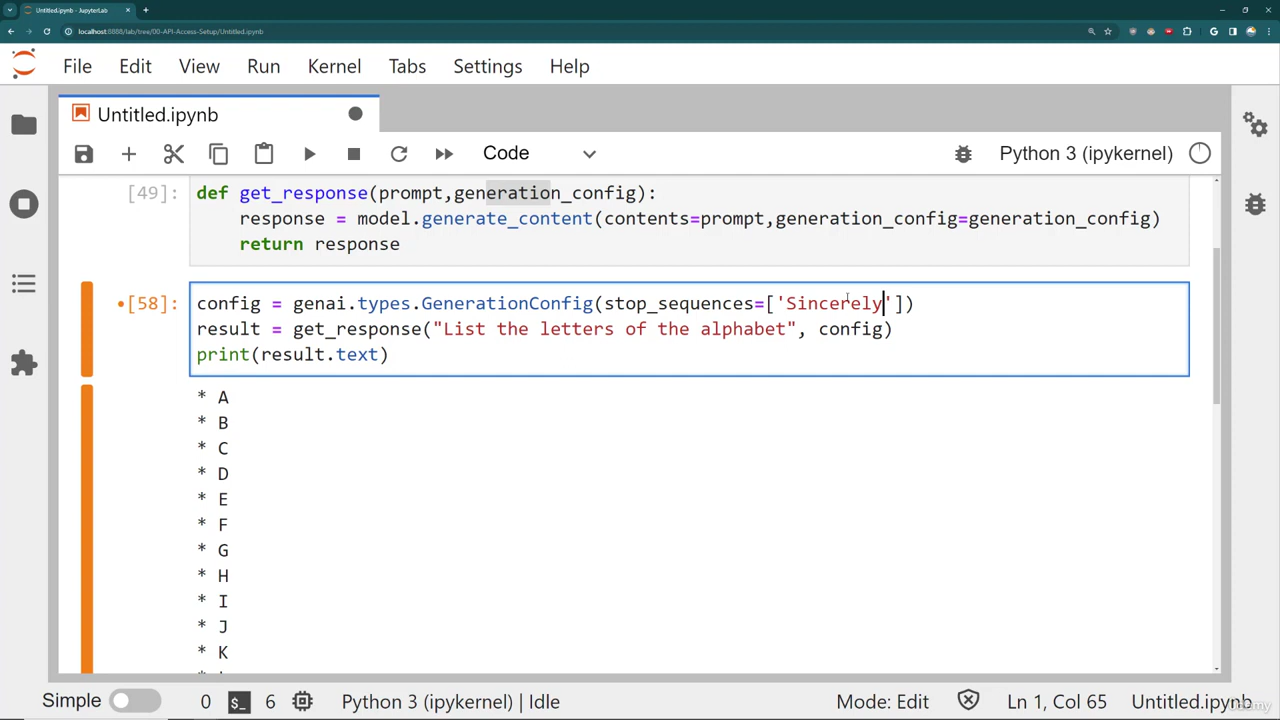 Untitled.ipynb - JupyterLab
localhost:8888/lab/tree/00-API-Access-Setup/Untitled.ipynb
File Edit View Run Kernel Tabs Settings Help
Untitled.ipynb
Code Python 3 (ipykernel)
[49]: def get_response(prompt,generation_config):
response = model.generate_content(contents=prompt,generation_config=generation_config)
return response
[58]: config = genai.types.GenerationConfig(stop_sequences=['Sincerely'])
result = get_response("List the letters of the alphabet", config)
print(result.text)
* A
* B
* C
* D
* E
* F
* G
* H
* I
* J
* K
Simple 0 $_ 6 Python 3 (ipykernel) | Idle Mode: Edit Ln 1, Col 65 Untitled.ipynb
Udemy